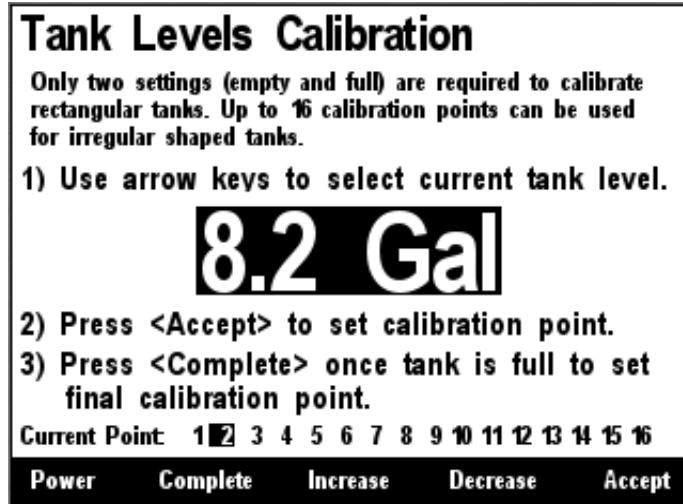 Tank Levels Calibration
Only two settings (empty and full) are required to calibrate
rectangular tanks. Up to 16 calibration points can be used
for irregular shaped tanks.
1) Use arrow keys to select current tank level.
8.2 Gal
2) Press <Accept> to set calibration point.
3) Press <Complete> once tank is full to set
final calibration point.
Current Point: 1 2 3 4 5 6 7 8 9 10 11 12 13 14 15 16
Power Complete Increase Decrease Accept